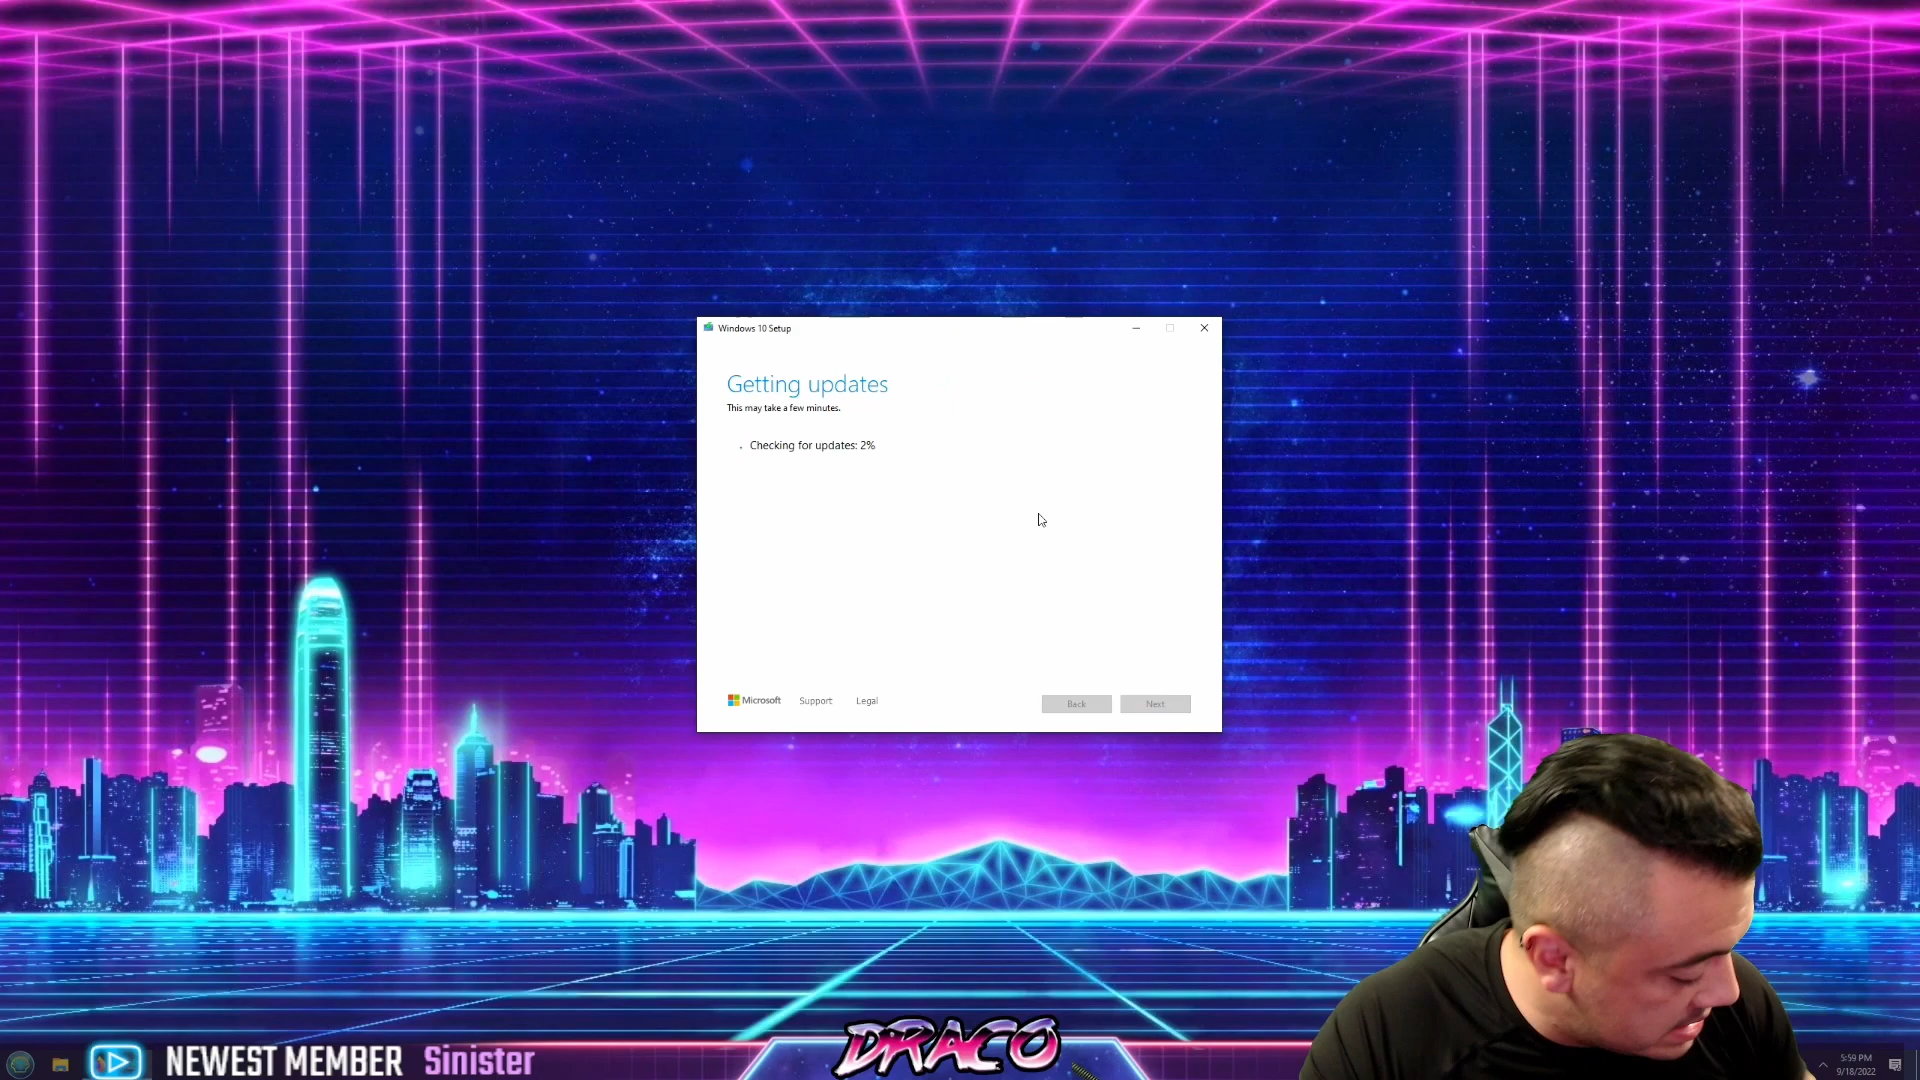 Windows 10 Setup
Getting updates
This may take a few minutes.
Checking for updates: 2%
Microsoft
Support
Legal
Back
Next
DRACO
NEWEST MEMBER Sinister
5:59 PM
9/18/2022